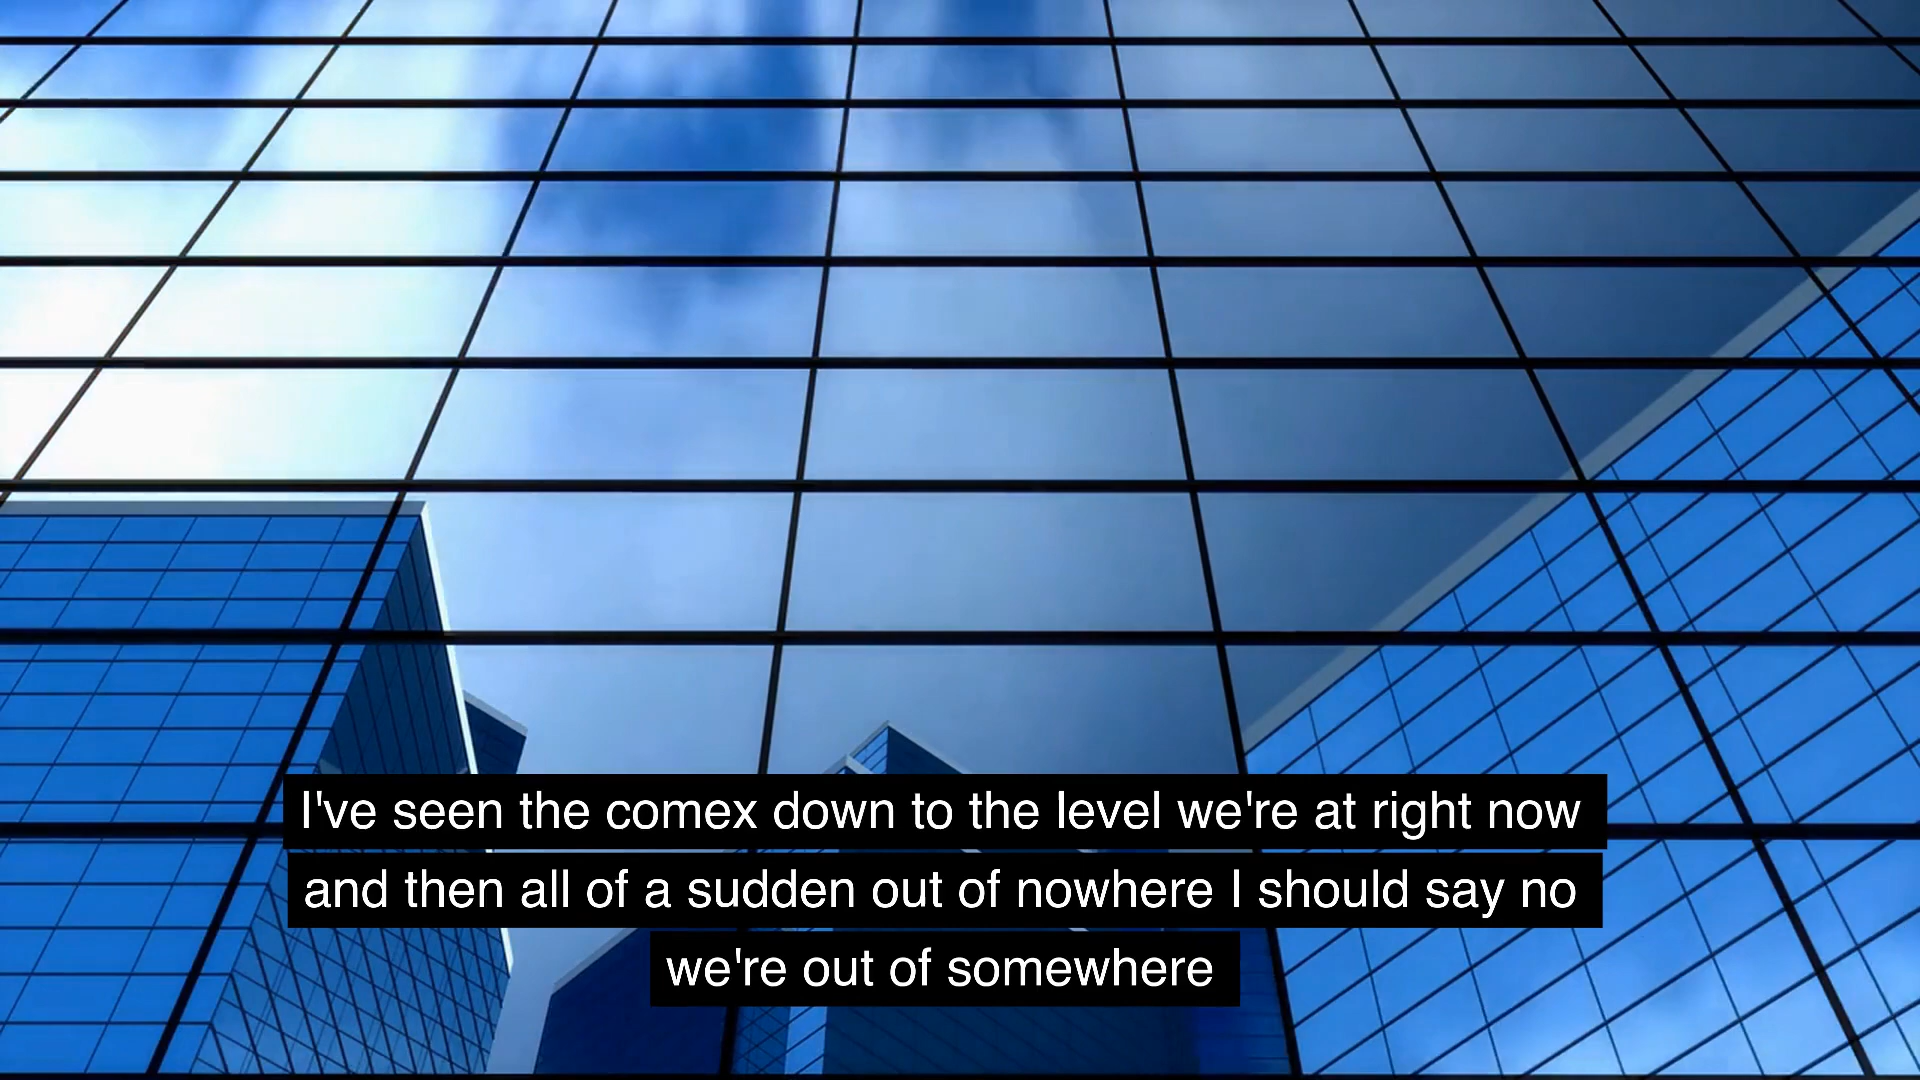 I've seen the comex down to the level we're at right now
and then all of a sudden out of nowhere I should say no
we're out of somewhere